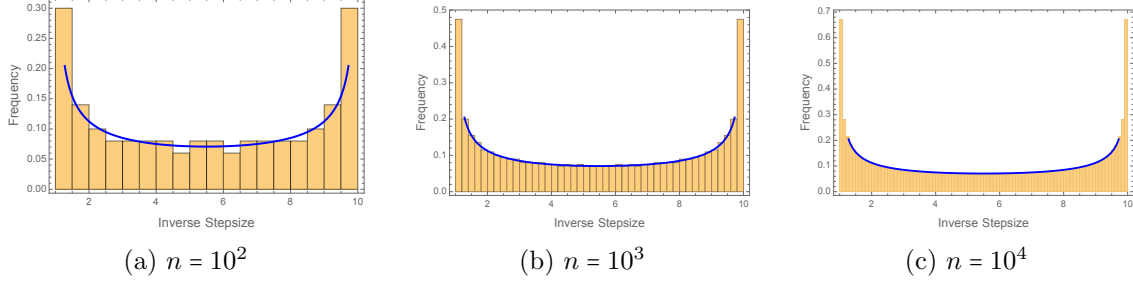 0.30
0.25
0.20
0.15
0.10
0.05
0.00
Frequency
2 4 6 8 10
Inverse Stepsize
(a) n = 10²
0.5
0.4
0.3
0.2
0.1
0.0
Frequency
2 4 6 8 10
Inverse Stepsize
(b) n = 10³
0.7
0.6
0.5
0.4
0.3
0.2
0.1
0.0
Frequency
2 4 6 8 10
Inverse Stepsize
(c) n = 10⁴